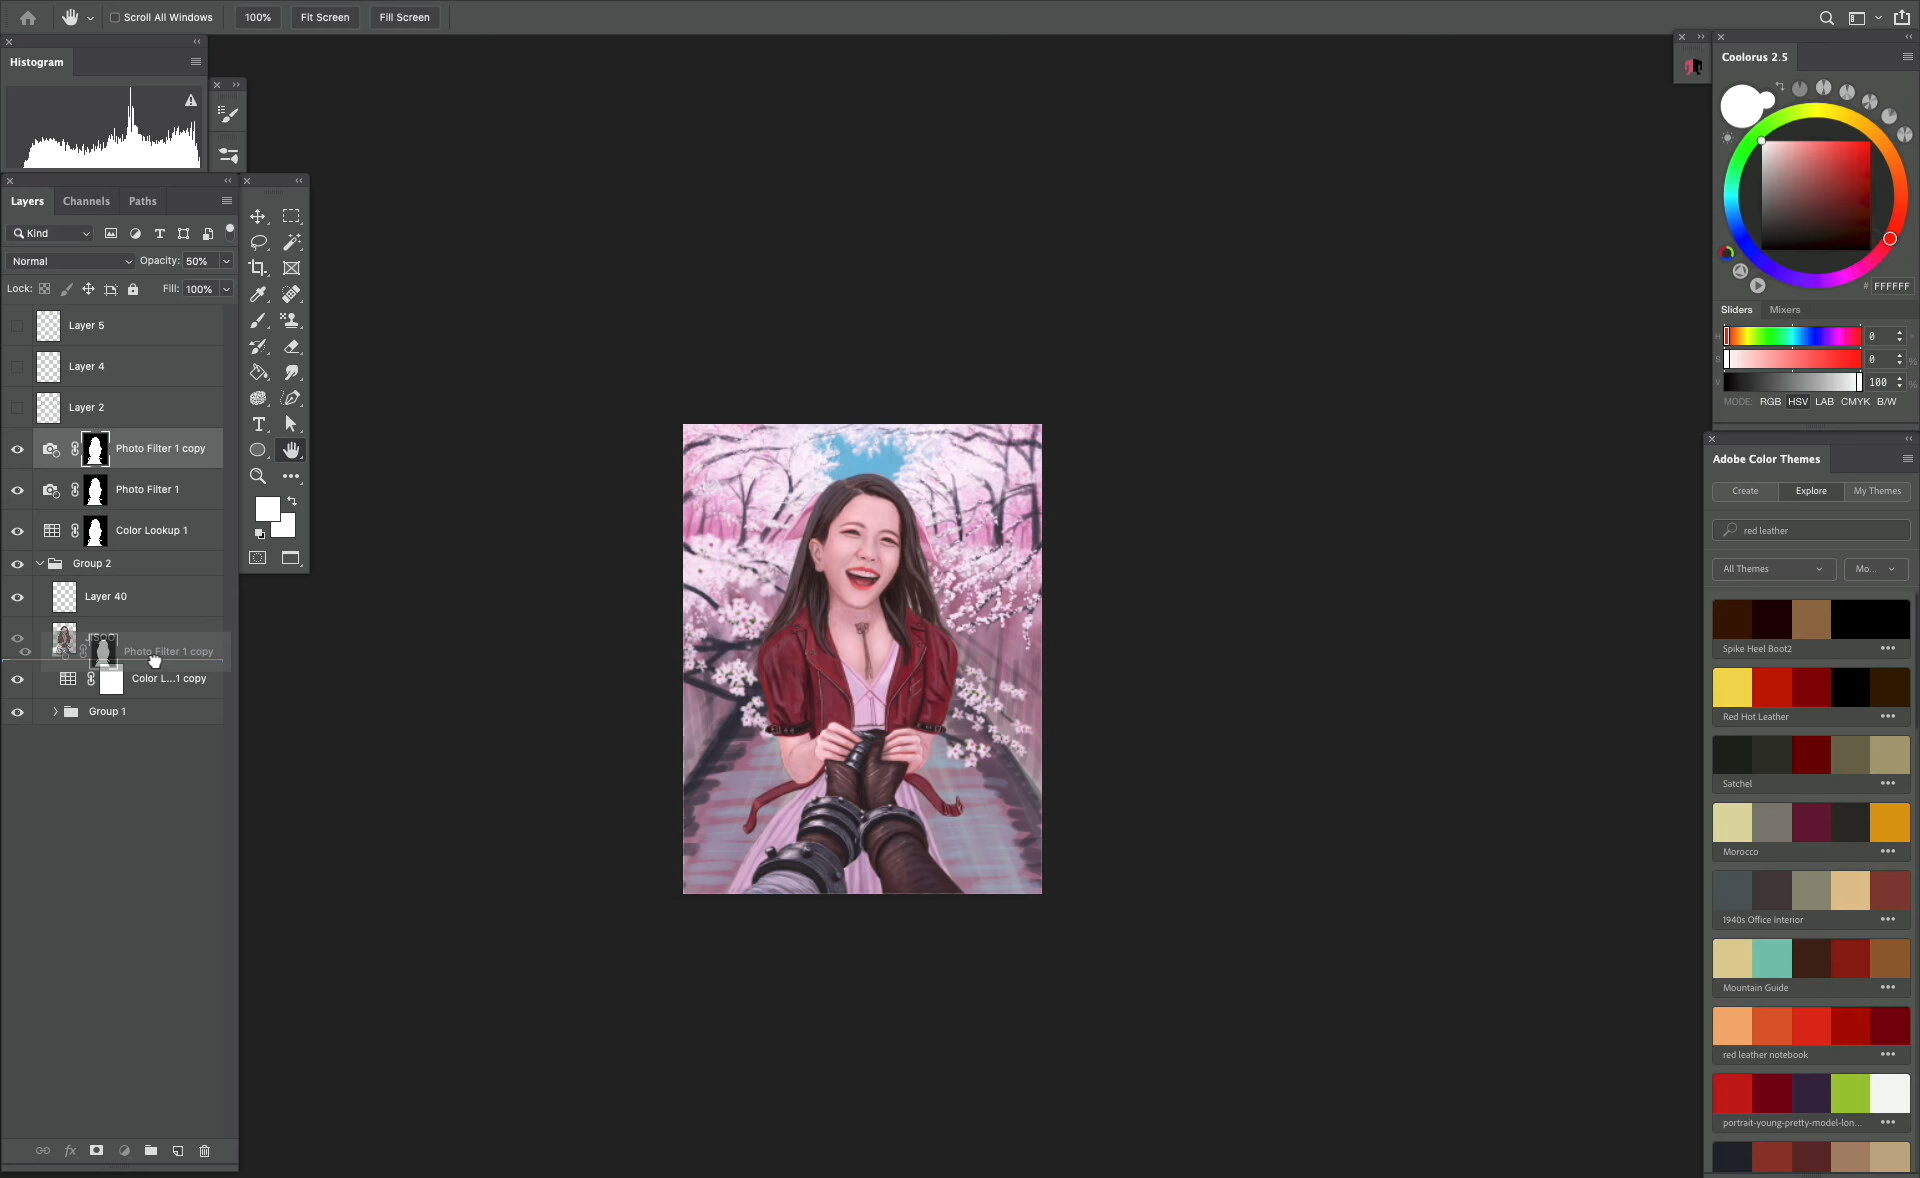 Scroll All Windows
100%
Fit Screen
Fill Screen
Histogram
Layers
Channels
Paths
Kind
Normal
Opacity: 50%
Lock:
Fill: 100%
Layer 5
Layer 4
Layer 2
Photo Filter 1 copy
Photo Filter 1
Color Lookup 1
Group 2
Layer 40
JISOO
Photo Filter 1 copy
Color L...1 copy
Group 1
fx
Coolorus 2.5
# FFFFFF
Sliders
Mixers
H 0 °
S 0 %
V 100 %
MODE: RGB HSV LAB CMYK B/W
Adobe Color Themes
Create
Explore
My Themes
red leather
All Themes
Mo...
Spike Heel Boot2
Red Hot Leather
Satchel
Morocco
1940s Office Interior
Mountain Guide
red leather notebook
portrait-young-pretty-model-lon...